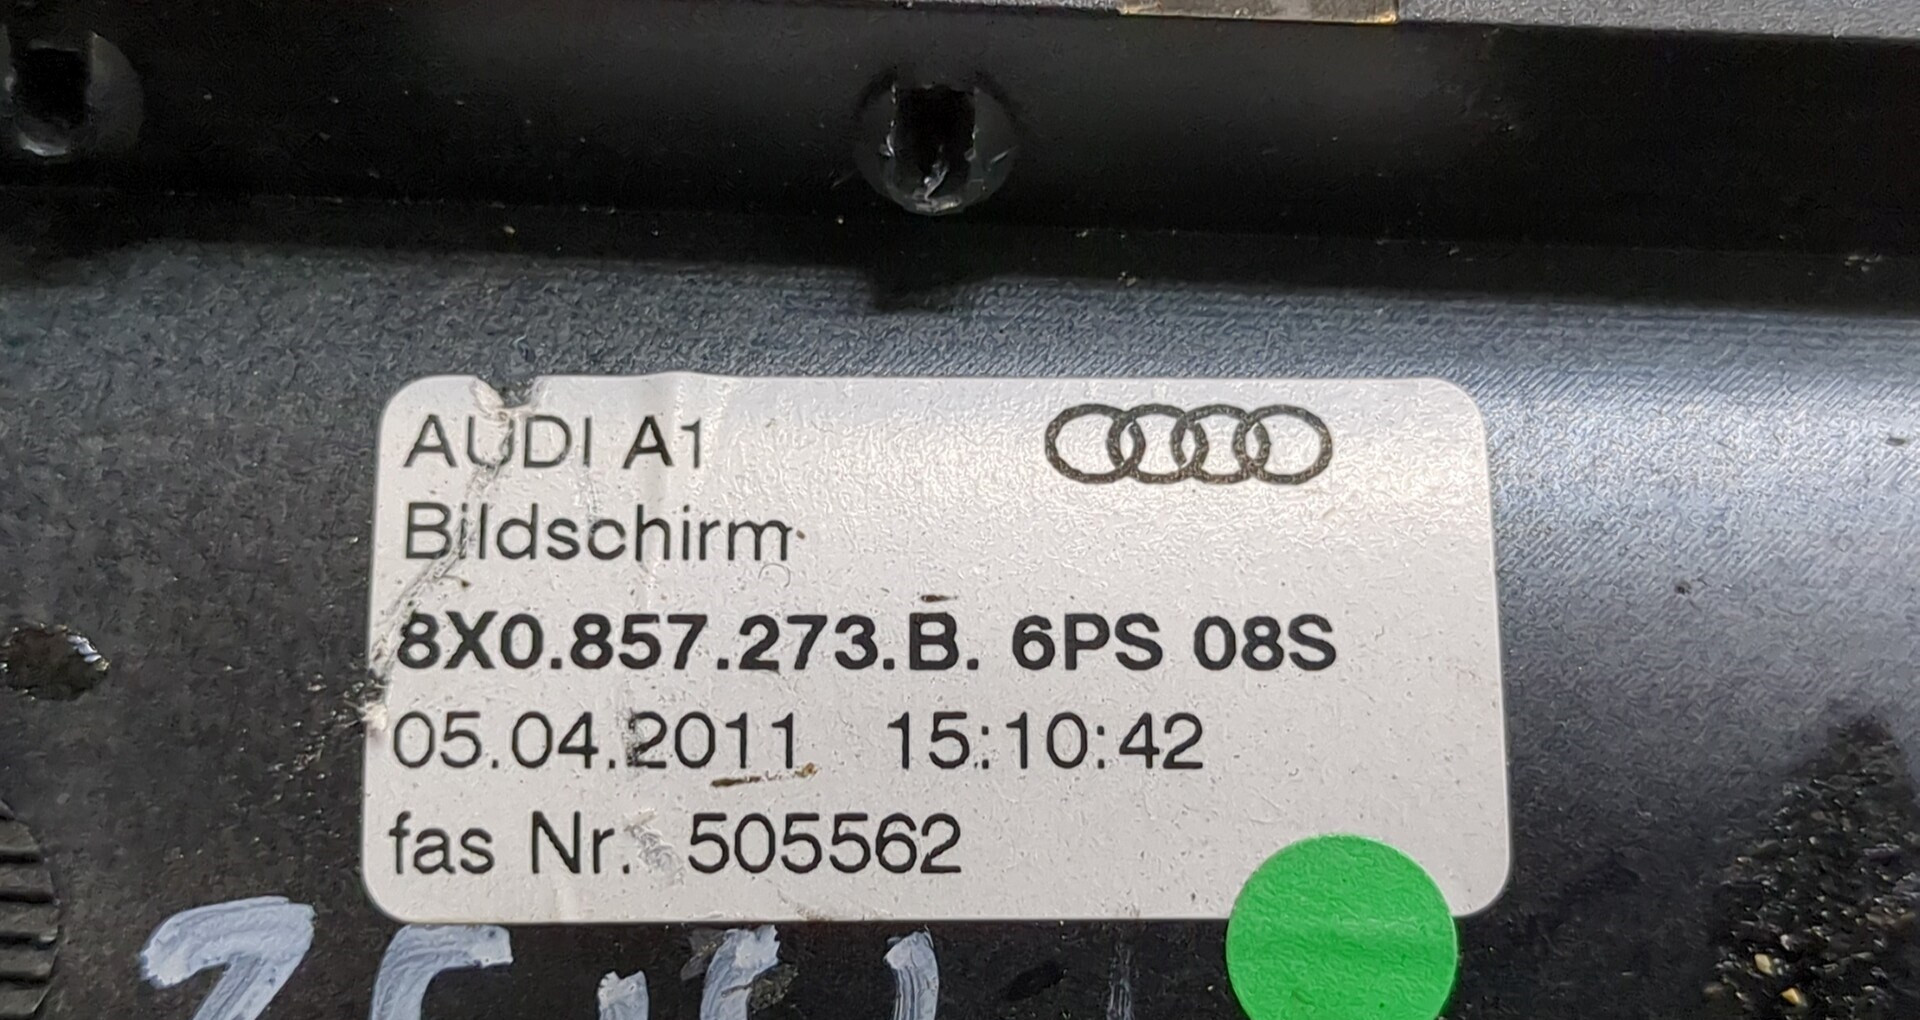 AUDI A1
Bildschirm
8X0.857.273.B. 6PS 08S
05.04.2011 15:10:42
fas Nr. 505562